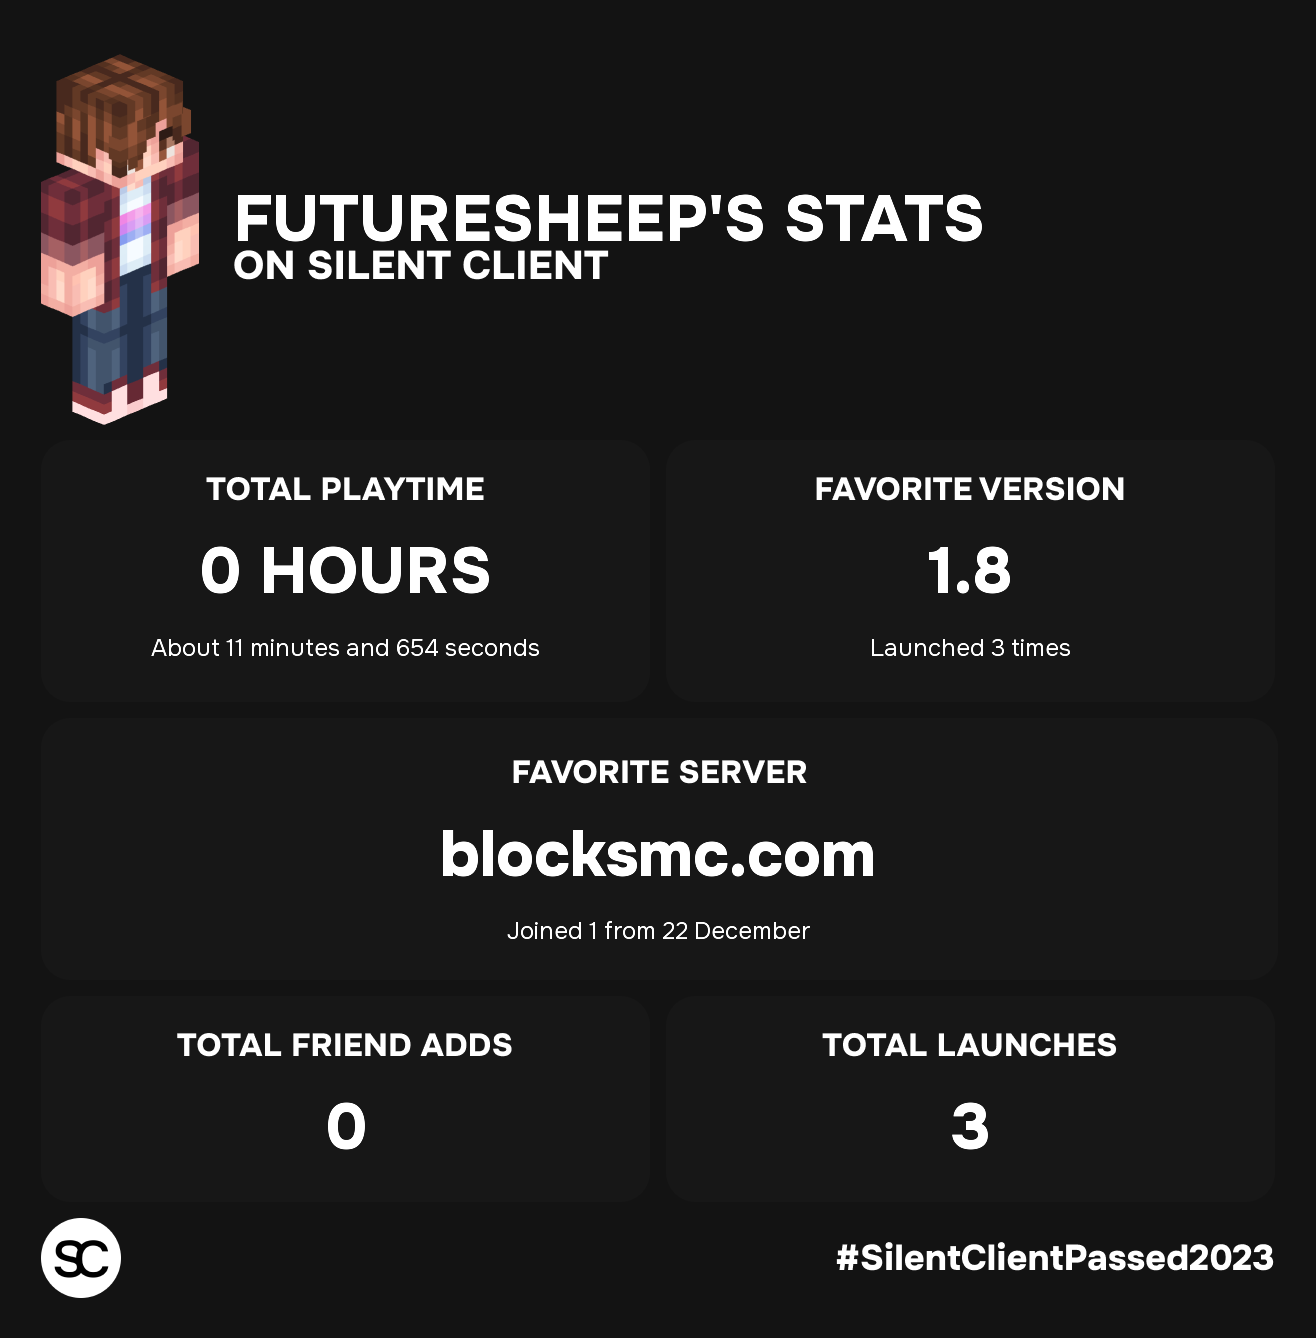 FUTURESHEEP'S STATS
ON SILENT CLIENT
TOTAL PLAYTIME
0 HOURS
About 11 minutes and 654 seconds
FAVORITE VERSION
1.8
Launched 3 times
FAVORITE SERVER
blocksmc.com
Joined 1 from 22 December
TOTAL FRIEND ADDS
0
TOTAL LAUNCHES
3
SC
#SilentClientPassed2023